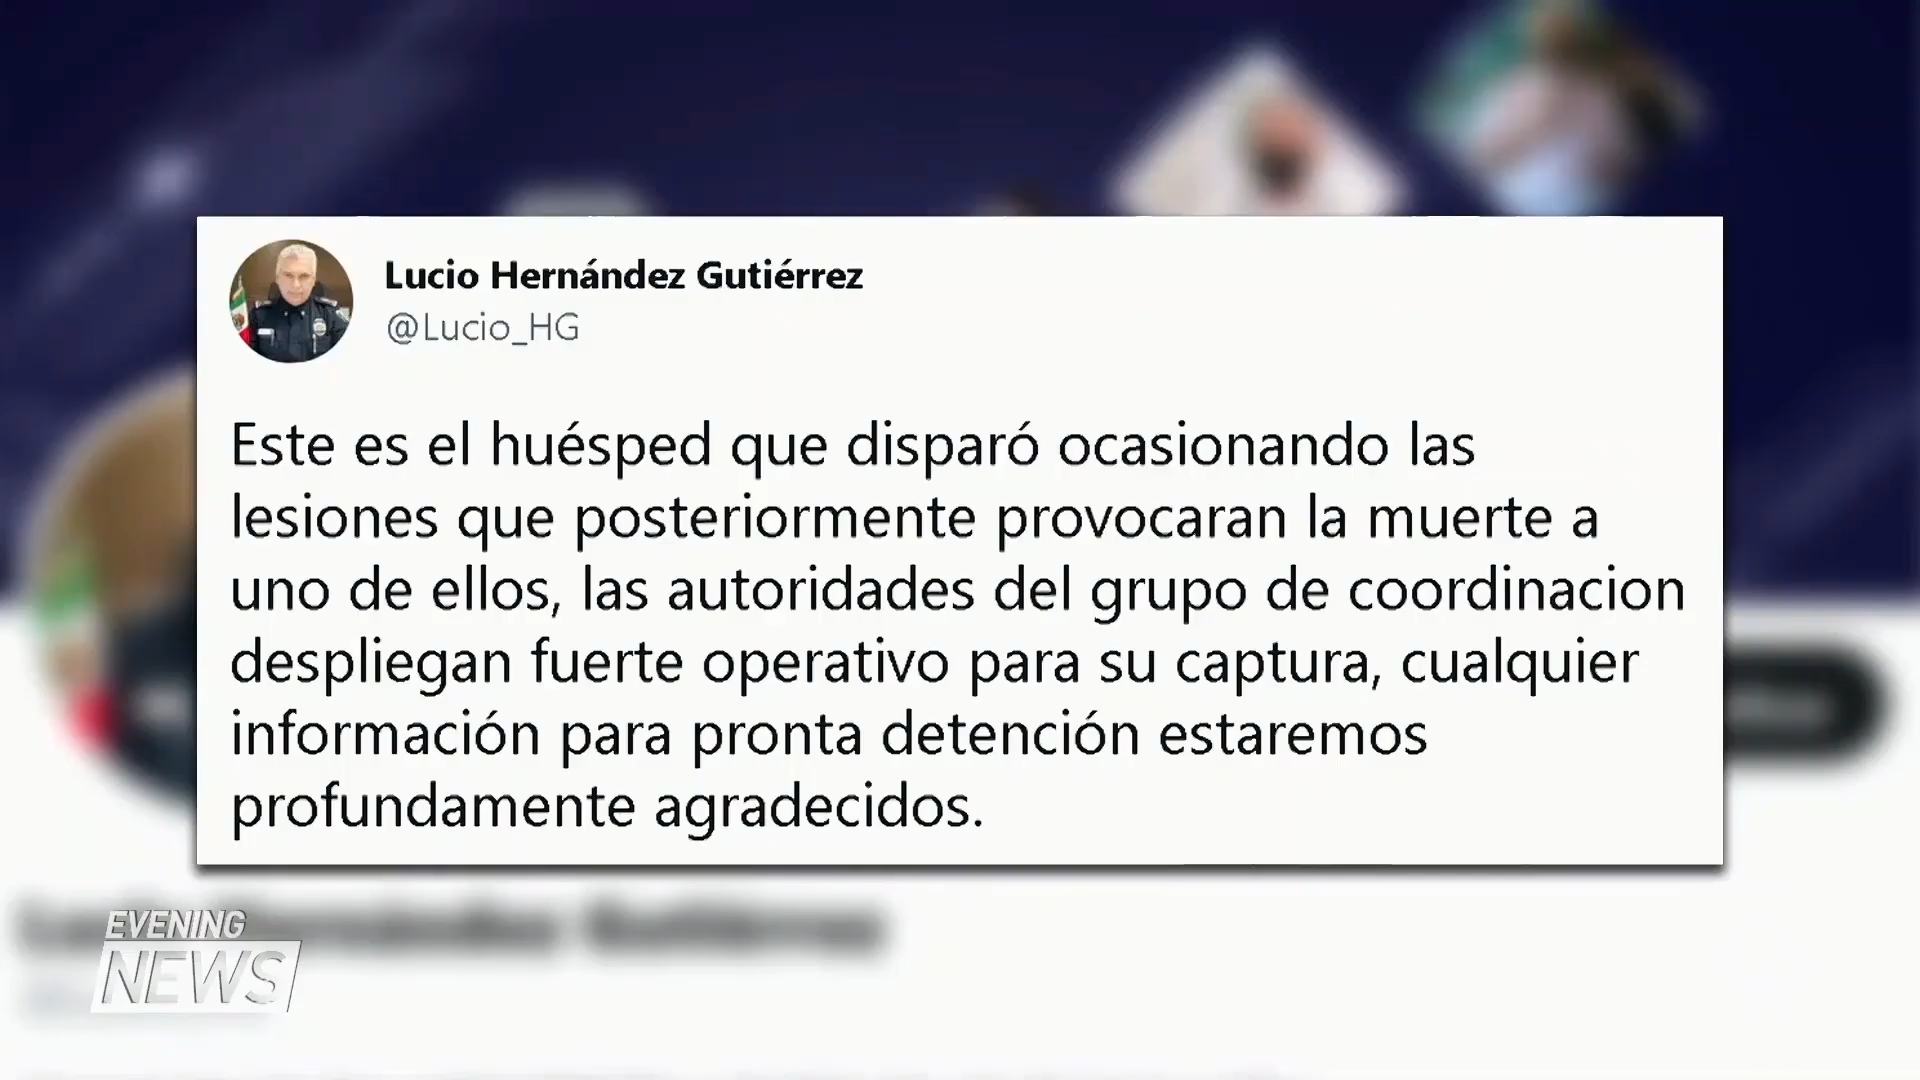 Lucio Hernández Gutiérrez
@Lucio_HG
Este es el huésped que disparó ocasionando las
lesiones que posteriormente provocaran la muerte a
uno de ellos, las autoridades del grupo de coordinacion
despliegan fuerte operativo para su captura, cualquier
información para pronta detención estaremos
profundamente agradecidos.
EVENING
NEWS